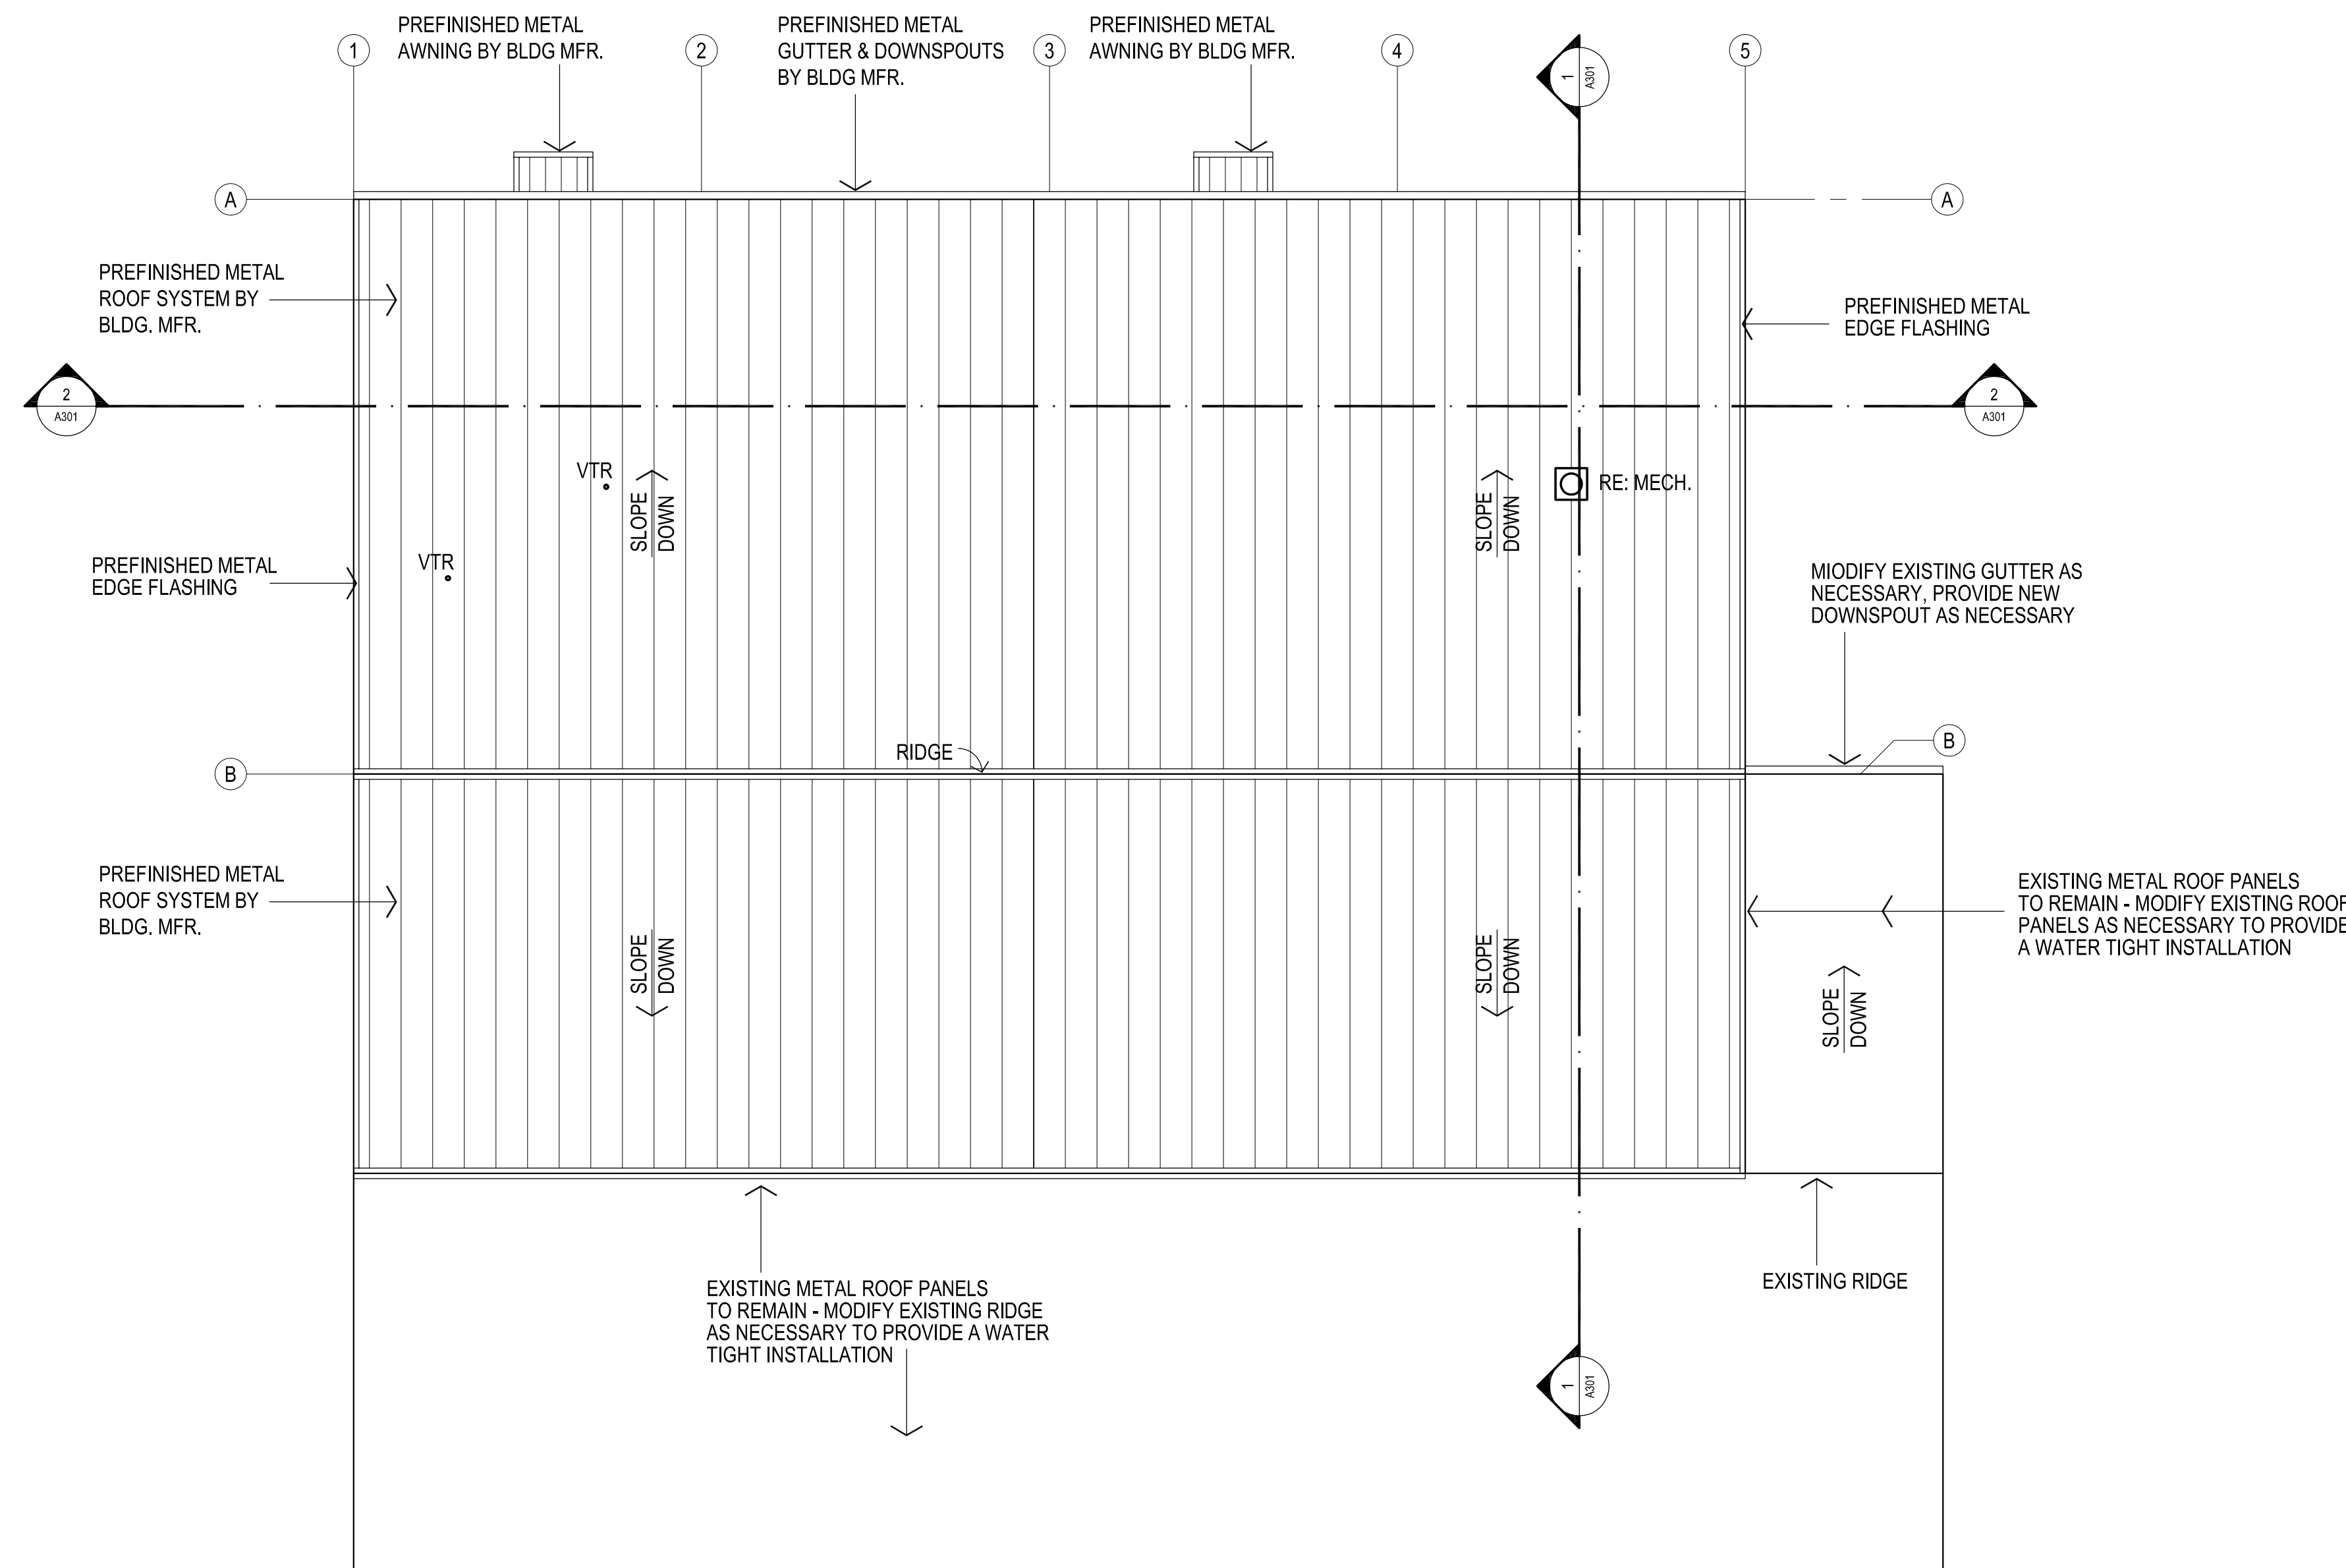 PREFINISHED METAL
AWNING BY BLDG MFR.
PREFINISHED METAL
GUTTER & DOWNSPOUTS
BY BLDG MFR.
PREFINISHED METAL
AWNING BY BLDG MFR.
1
2
3
4
5
1
A301
A
A
PREFINISHED METAL
ROOF SYSTEM BY
BLDG. MFR.
PREFINISHED METAL
EDGE FLASHING
2
A301
2
A301
VTR
SLOPE
DOWN
SLOPE
DOWN
RE: MECH.
VTR
PREFINISHED METAL
EDGE FLASHING
MIODIFY EXISTING GUTTER AS
NECESSARY, PROVIDE NEW
DOWNSPOUT AS NECESSARY
RIDGE
B
B
PREFINISHED METAL
ROOF SYSTEM BY
BLDG. MFR.
EXISTING METAL ROOF PANELS
TO REMAIN - MODIFY EXISTING ROOF
PANELS AS NECESSARY TO PROVIDE
A WATER TIGHT INSTALLATION
SLOPE
DOWN
SLOPE
DOWN
SLOPE
DOWN
EXISTING METAL ROOF PANELS
TO REMAIN - MODIFY EXISTING RIDGE
AS NECESSARY TO PROVIDE A WATER
TIGHT INSTALLATION
EXISTING RIDGE
1
A301